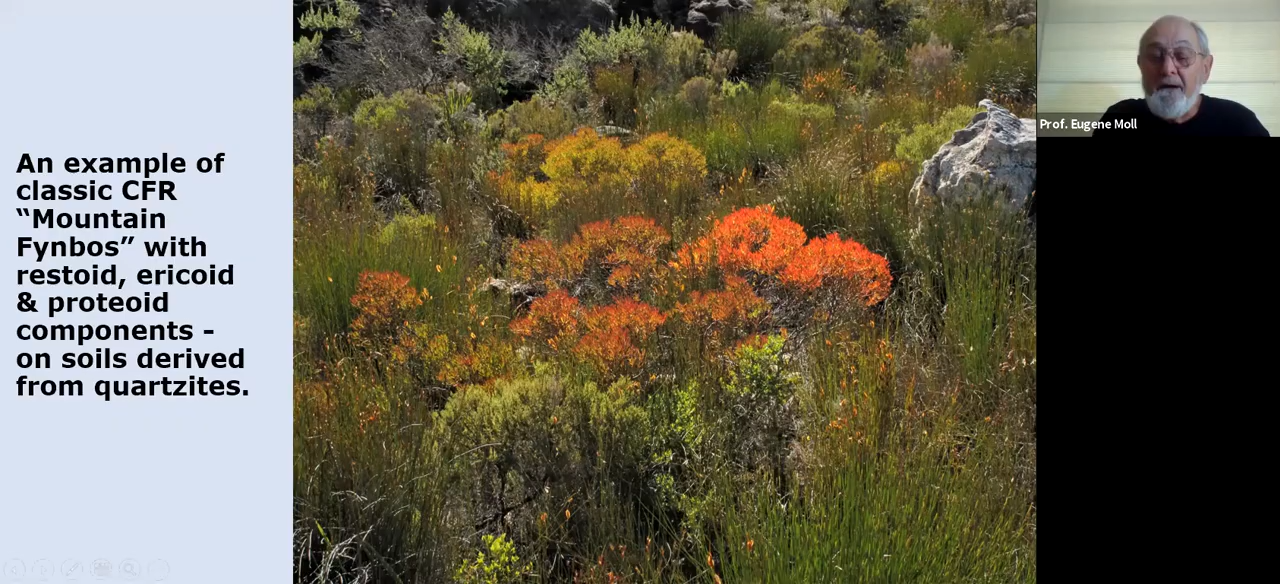 An example of
classic CFR
“Mountain
Fynbos” with
restoid, ericoid
& proteoid
components -
on soils derived
from quartzites.
Prof. Eugene Moll